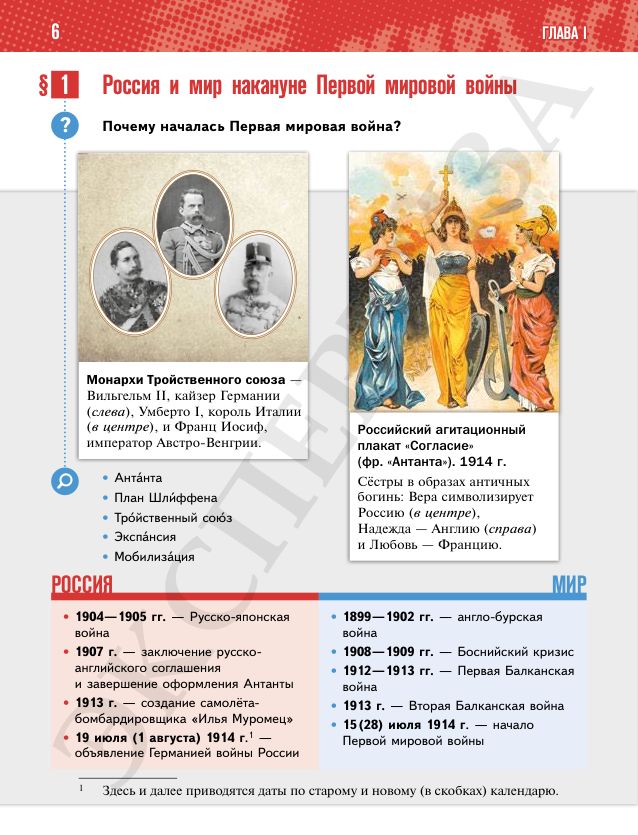 6
ГЛАВА I
§ 1
Россия и мир накануне Первой мировой войны
?
Почему началась Первая мировая война?
Монархи Тройственного союза —
Вильгельм II, кайзер Германии
(слева), Умберто I, король Италии
(в центре), и Франц Иосиф,
император Австро-Венгрии.
Российский агитационный
плакат «Согласие»
(фр. «Антанта»). 1914 г.
Сёстры в образах античных
богинь: Вера символизирует
Россию (в центре),
Надежда — Англию (справа)
и Любовь — Францию.
• Анта́нта
• План Шли́ффена
• Тро́йственный сою́з
• Экспа́нсия
• Мобилиза́ция
РОССИЯ
• 1904—1905 гг. — Русско-японская
война
• 1907 г. — заключение русско-
английского соглашения
и завершение оформления Антанты
• 1913 г. — создание самолёта-
бомбардировщика «Илья Муромец»
• 19 июля (1 августа) 1914 г.¹ —
объявление Германией войны России
МИР
• 1899—1902 гг. — англо-бурская
война
• 1908—1909 гг. — Боснийский кризис
• 1912—1913 гг. — Первая Балканская
война
• 1913 г. — Вторая Балканская война
• 15 (28) июля 1914 г. — начало
Первой мировой войны
¹ Здесь и далее приводятся даты по старому и новому (в скобках) календарю.
ЭКСПЕРТИЗА